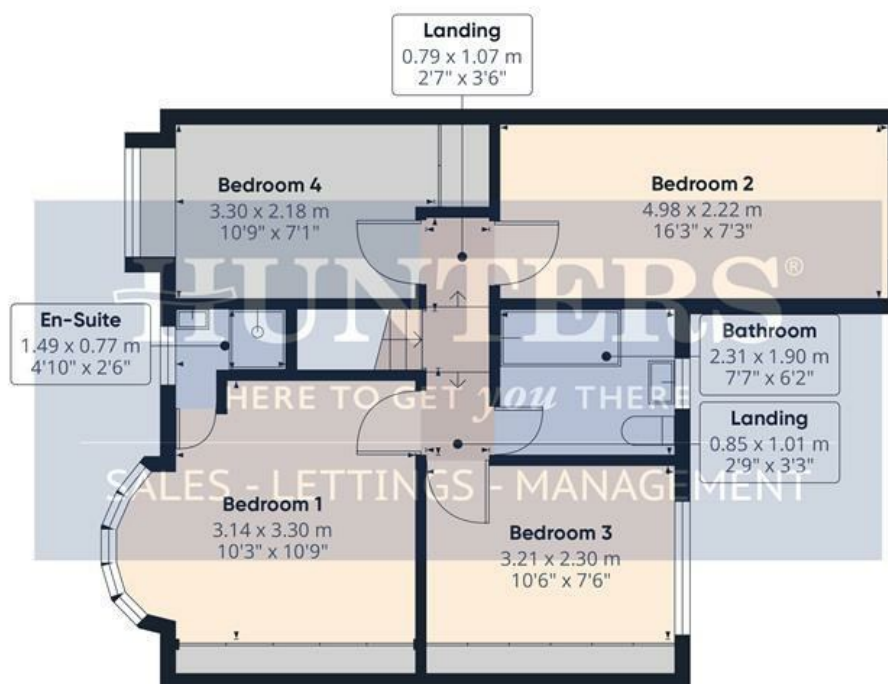 Landing
0.79 x 1.07 m
2'7" x 3'6"
Bedroom 4
3.30 x 2.18 m
10'9" x 7'1"
Bedroom 2
4.98 x 2.22 m
16'3" x 7'3"
HUNTERS®
En-Suite
1.49 x 0.77 m
4'10" x 2'6"
Bathroom
2.31 x 1.90 m
7'7" x 6'2"
HERE TO GET you THERE
Landing
0.85 x 1.01 m
2'9" x 3'3"
SALES - LETTINGS - MANAGEMENT
Bedroom 1
3.14 x 3.30 m
10'3" x 10'9"
Bedroom 3
3.21 x 2.30 m
10'6" x 7'6"